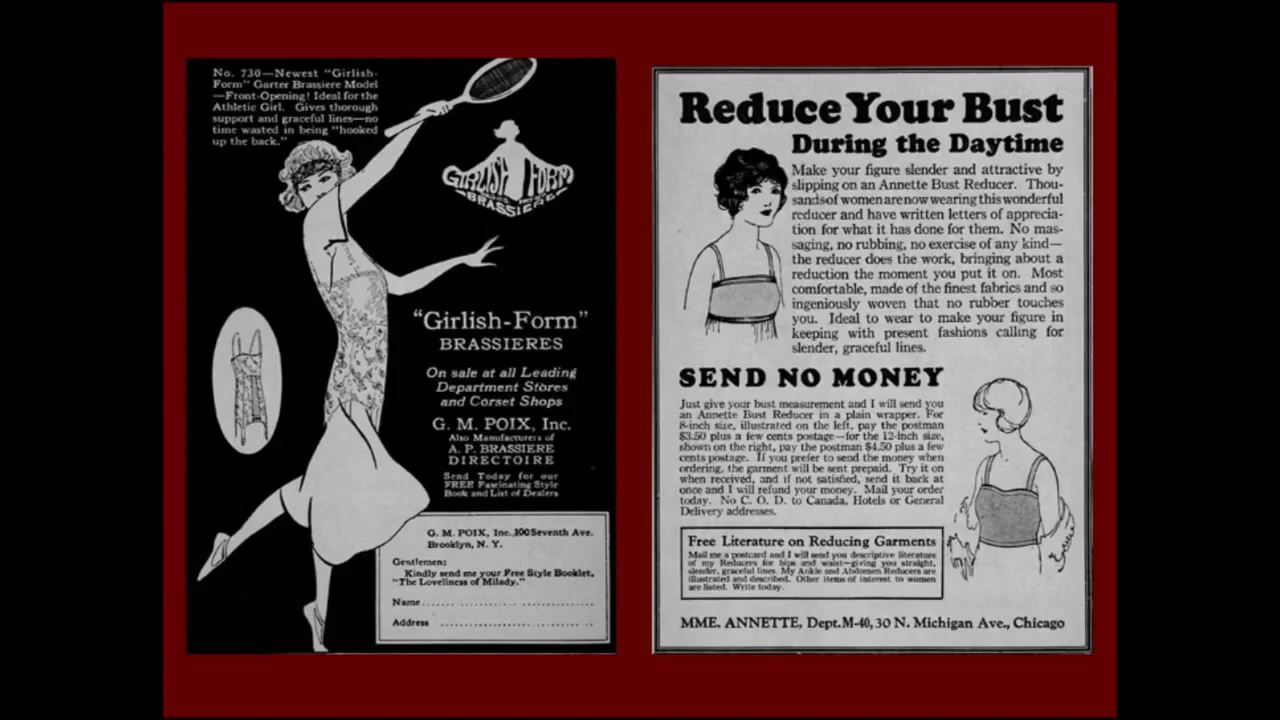 No. 730—Newest "Girlish-
Form" Garter Brassiere Model
—Front-Opening! Ideal for the
Athletic Girl. Gives thorough
support and graceful lines—no
time wasted in being "hooked
up the back."
GIRLISH FORM
BRASSIERE
"Girlish-Form"
BRASSIERES
On sale at all Leading
Department Stores
and Corset Shops
G. M. POIX, Inc.
Also Manufacturers of
A. P. BRASSIERE
DIRECTOIRE
Send Today for our
FREE Fascinating Style
Book and List of Dealers
G. M. POIX, Inc., 100 Seventh Ave.
Brooklyn, N. Y.
Gentlemen:
Kindly send me your Free Style Booklet,
"The Loveliness of Milady."
Name
Address
Reduce Your Bust
During the Daytime
Make your figure slender and attractive by
slipping on an Annette Bust Reducer. Thou-
sands of women are now wearing this wonderful
reducer and have written letters of apprecia-
tion for what it has done for them. No mas-
saging, no rubbing, no exercise of any kind—
the reducer does the work, bringing about a
reduction the moment you put it on. Most
comfortable, made of the finest fabrics and so
ingeniously woven that no rubber touches
you. Ideal to wear to make your figure in
keeping with present fashions calling for
slender, graceful lines.
SEND NO MONEY
Just give your bust measurement and I will send you
an Annette Bust Reducer in a plain wrapper. For
8-inch size, illustrated on the left, pay the postman
$3.50 plus a few cents postage—for the 12-inch size,
shown on the right, pay the postman $4.50 plus a few
cents postage. If you prefer to send the money when
ordering, the garment will be sent prepaid. Try it on
when received, and if not satisfied, send it back at
once and I will refund your money. Mail your order
today. No C. O. D. to Canada, Hotels or General
Delivery addresses.
Free Literature on Reducing Garments
Mail me a postcard and I will send you descriptive literature
of my Reducers for hips and waist—giving you straight,
slender, graceful lines. My Ankle and Abdomen Reducers are
illustrated and described. Other items of interest to women
are listed. Write today.
MME. ANNETTE, Dept. M-40, 30 N. Michigan Ave., Chicago